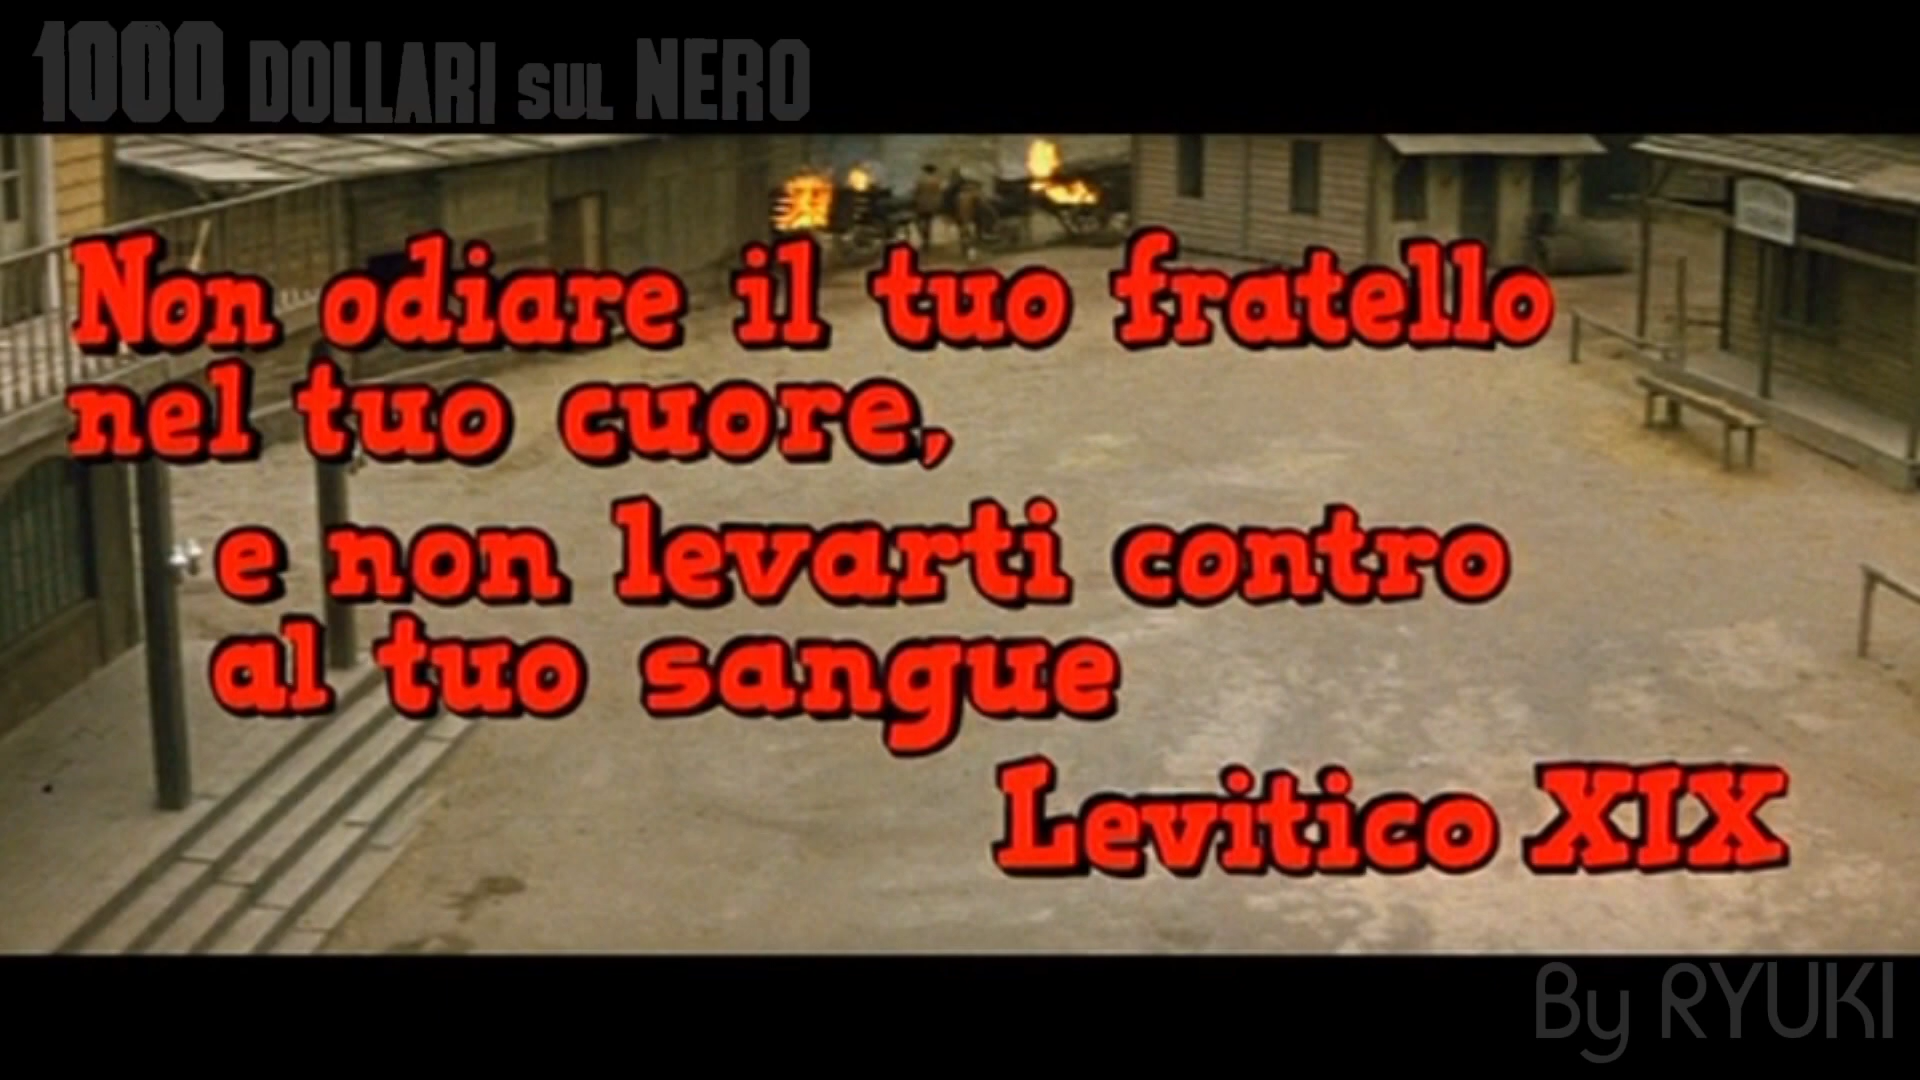 1000 DOLLARI SUL NERO
Non odiare il tuo fratello
nel tuo cuore,
e non levarti contro
al tuo sangue
Levitico XIX
By RYUKI